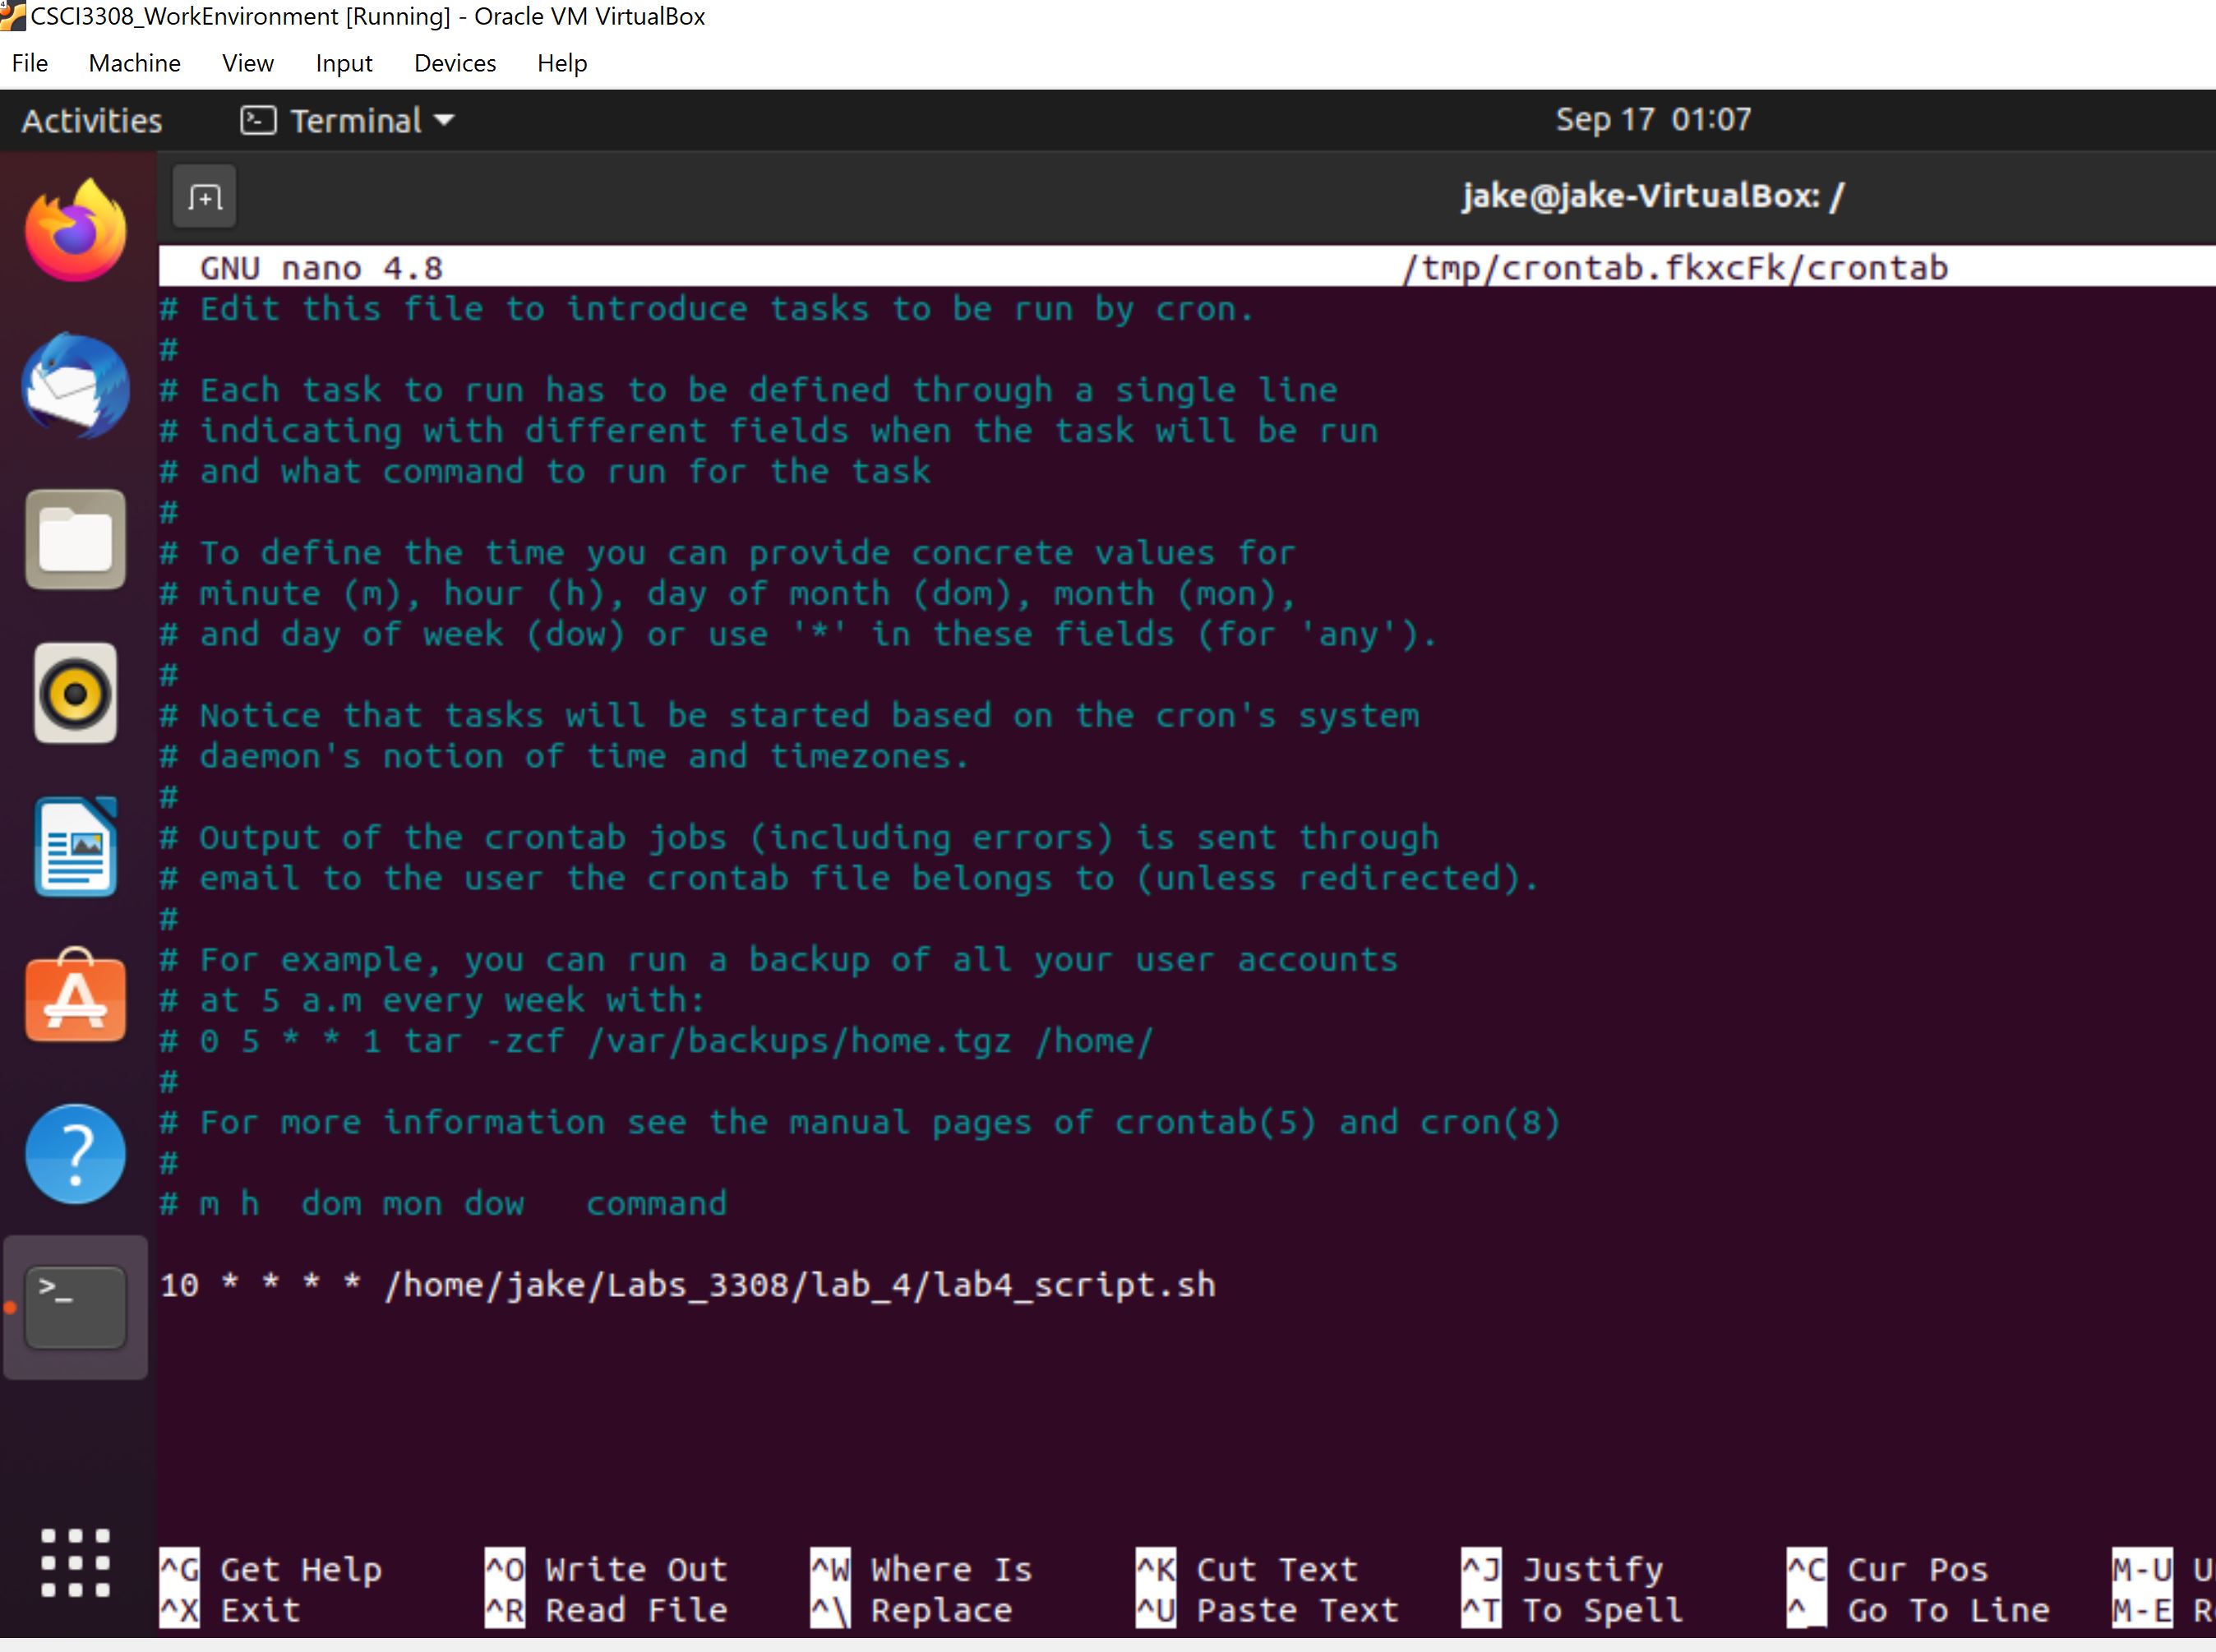 CSCI3308_WorkEnvironment [Running] - Oracle VM VirtualBox
File Machine View Input Devices Help
Activities Terminal Sep 17 01:07
jake@jake-VirtualBox: /
GNU nano 4.8 /tmp/crontab.fkxcFk/crontab
# Edit this file to introduce tasks to be run by cron.
#
# Each task to run has to be defined through a single line
# indicating with different fields when the task will be run
# and what command to run for the task
#
# To define the time you can provide concrete values for
# minute (m), hour (h), day of month (dom), month (mon),
# and day of week (dow) or use '*' in these fields (for 'any').
#
# Notice that tasks will be started based on the cron's system
# daemon's notion of time and timezones.
#
# Output of the crontab jobs (including errors) is sent through
# email to the user the crontab file belongs to (unless redirected).
#
# For example, you can run a backup of all your user accounts
# at 5 a.m every week with:
# 0 5 * * 1 tar -zcf /var/backups/home.tgz /home/
#
# For more information see the manual pages of crontab(5) and cron(8)
#
# m h  dom mon dow   command
10 * * * * /home/jake/Labs_3308/lab_4/lab4_script.sh
^G Get Help ^O Write Out ^W Where Is ^K Cut Text ^J Justify ^C Cur Pos M-U
^X Exit ^R Read File ^\ Replace ^U Paste Text ^T To Spell ^_ Go To Line M-E